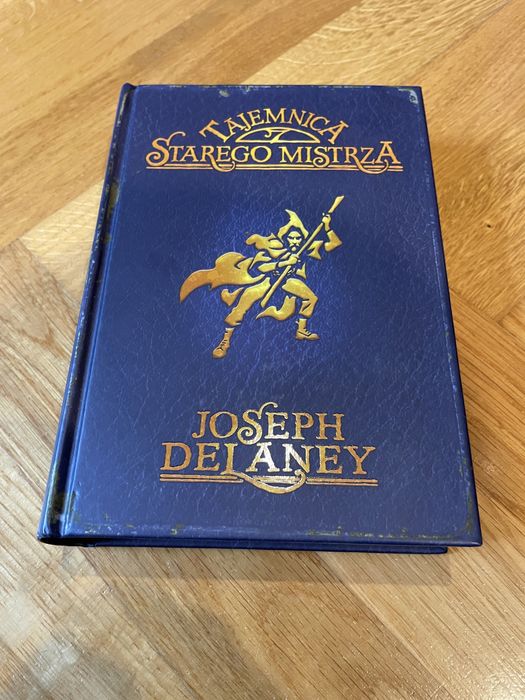 TAJEMNICA
STAREGO MISTRZA
JOSEPH
DELANEY